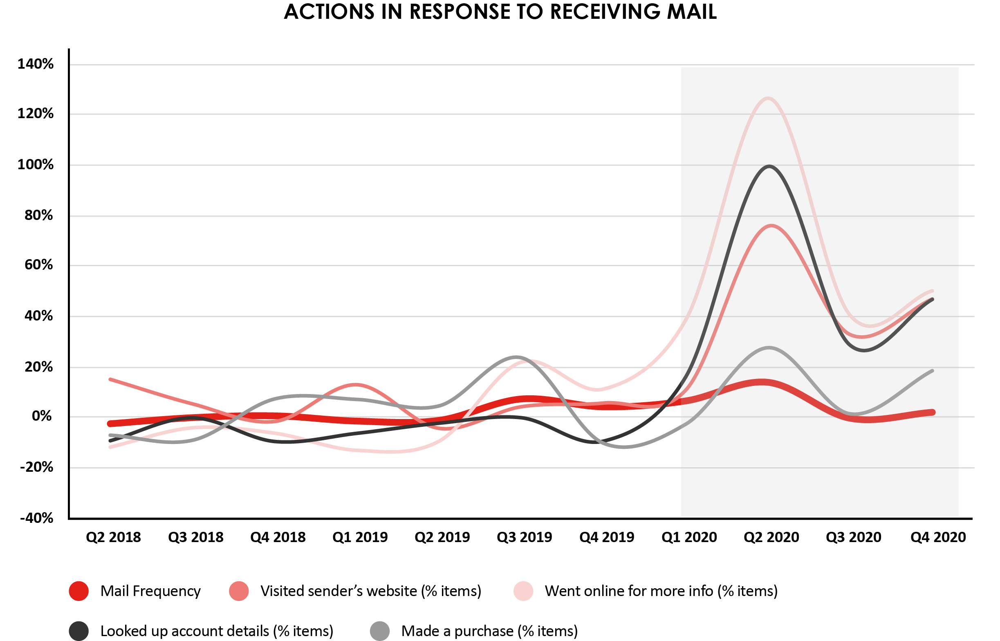 ACTIONS IN RESPONSE TO RECEIVING MAIL
140%
120%
100%
80%
60%
40%
20%
0%
-20%
-40%
Q2 2018 Q3 2018 Q4 2018 Q1 2019 Q2 2019 Q3 2019 Q4 2019 Q1 2020 Q2 2020 Q3 2020 Q4 2020
Mail Frequency Visited sender’s website (% items) Went online for more info (% items)
Looked up account details (% items) Made a purchase (% items)